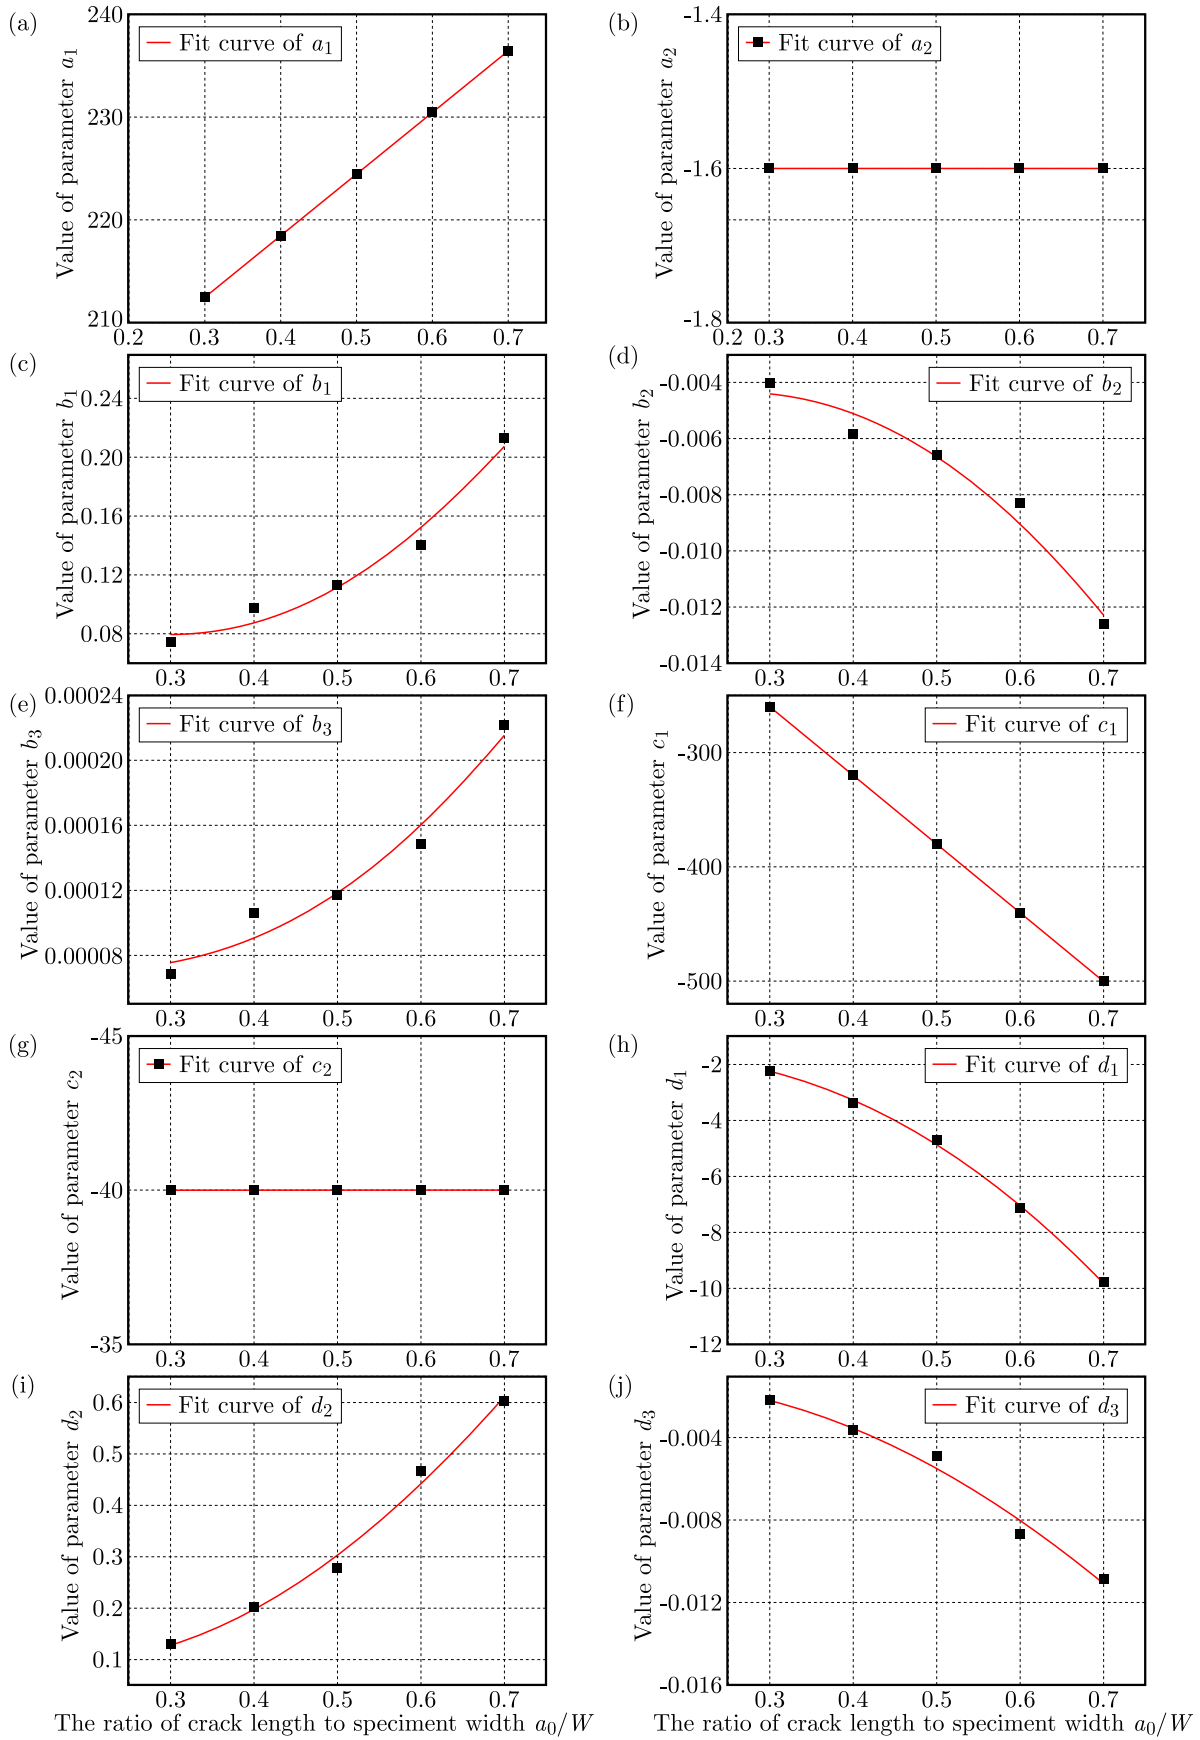 (a)
240
230
220
210
Value of parameter a1
Fit curve of a1
0.2 0.3 0.4 0.5 0.6 0.7
(b)
-1.4
-1.6
-1.8
Value of parameter a2
Fit curve of a2
0.2 0.3 0.4 0.5 0.6 0.7
(c)
0.24
0.20
0.16
0.12
0.08
Value of parameter b1
Fit curve of b1
0.3 0.4 0.5 0.6 0.7
(d)
-0.004
-0.006
-0.008
-0.010
-0.012
-0.014
Value of parameter b2
Fit curve of b2
0.3 0.4 0.5 0.6 0.7
(e)
0.00024
0.00020
0.00016
0.00012
0.00008
Value of parameter b3
Fit curve of b3
0.3 0.4 0.5 0.6 0.7
(f)
-300
-400
-500
Value of parameter c1
Fit curve of c1
0.3 0.4 0.5 0.6 0.7
(g)
-45
-40
-35
Value of parameter c2
Fit curve of c2
0.3 0.4 0.5 0.6 0.7
(h)
-2
-4
-6
-8
-10
-12
Value of parameter d1
Fit curve of d1
0.3 0.4 0.5 0.6 0.7
(i)
0.6
0.5
0.4
0.3
0.2
0.1
Value of parameter d2
Fit curve of d2
0.3 0.4 0.5 0.6 0.7
The ratio of crack length to speciment width a0/W
(j)
-0.004
-0.008
-0.012
-0.016
Value of parameter d3
Fit curve of d3
0.3 0.4 0.5 0.6 0.7
The ratio of crack length to speciment width a0/W